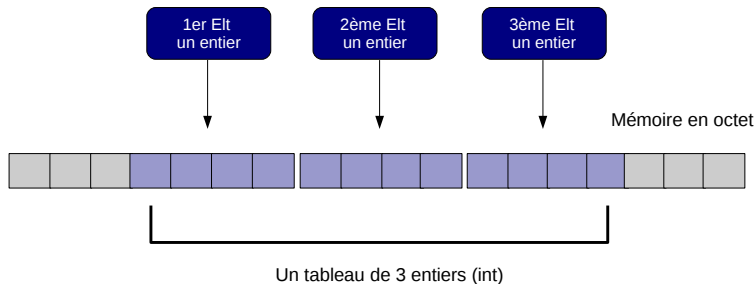 1er Elt
un entier
2ème Elt
un entier
3ème Elt
un entier
Mémoire en octet
Un tableau de 3 entiers (int)